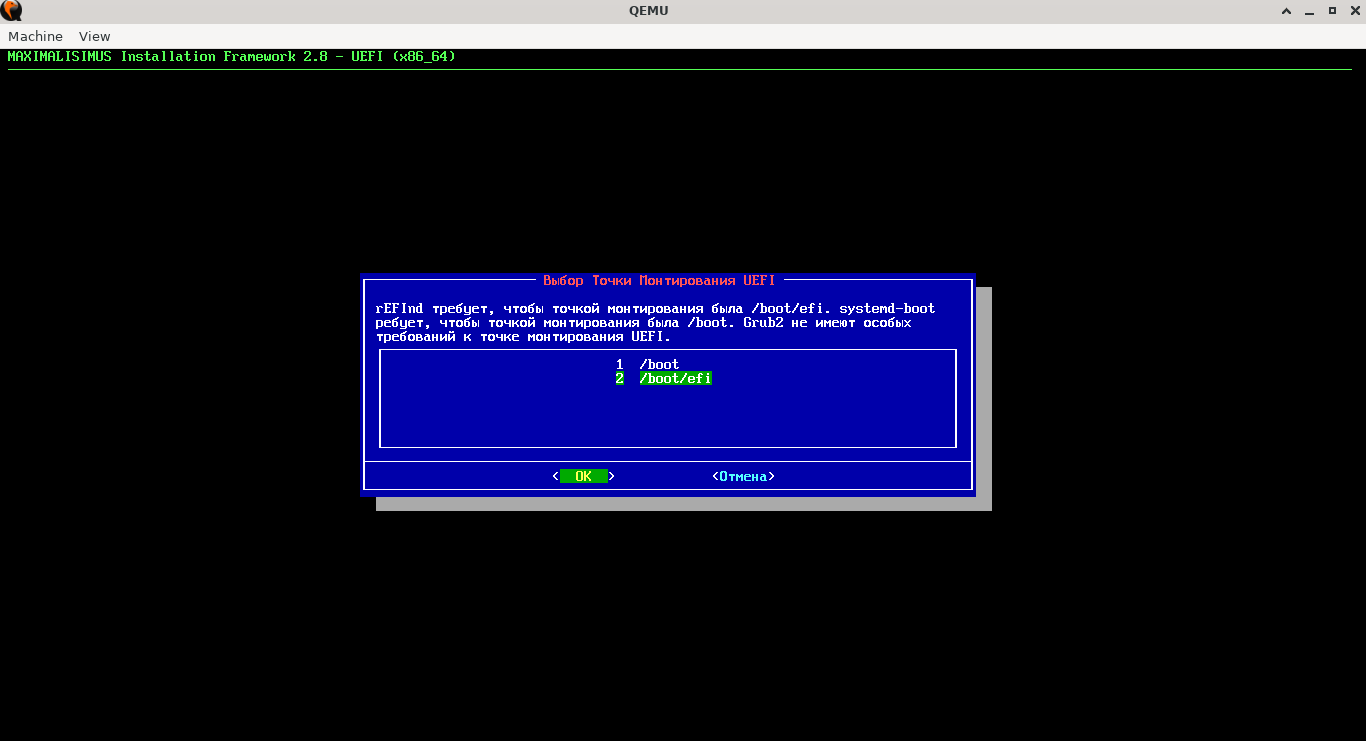 QEMU
Machine View
MAXIMALISIMUS Installation Framework 2.8 - UEFI (x86_64)
Выбор Точки Монтирования UEFI
rEFInd требует, чтобы точкой монтирования была /boot/efi. systemd-boot
ребует, чтобы точкой монтирования была /boot. Grub2 не имеют особых
требований к точке монтирования UEFI.
1 /boot
2 /boot/efi
< OK > <Отмена>